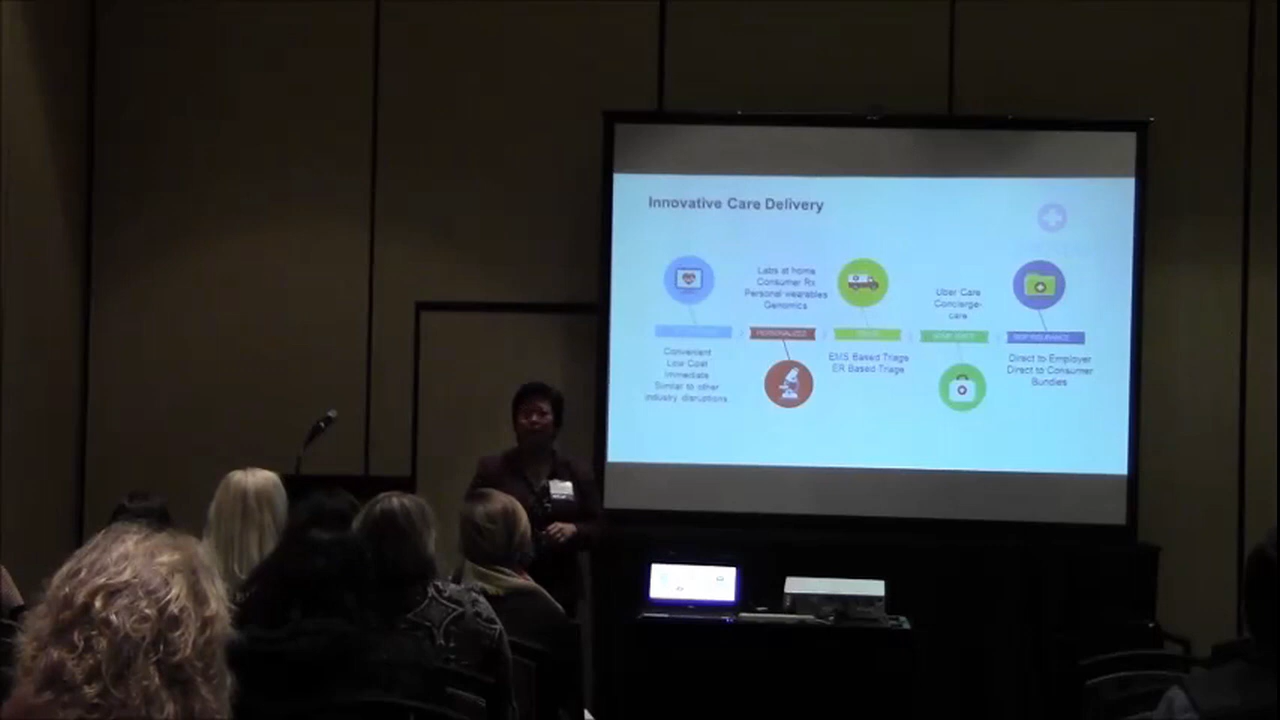 Innovative Care Delivery
Labs at home
Consumer Rx
Personal wearables
Genomics
Uber Care
Concierge-
care
PERSONALIZED
Convenient
Low Cost
Immediate
Similar to other
industry disruptions
EMS Based Triage
ER Based Triage
Direct to Employer
Direct to Consumer
Bundles